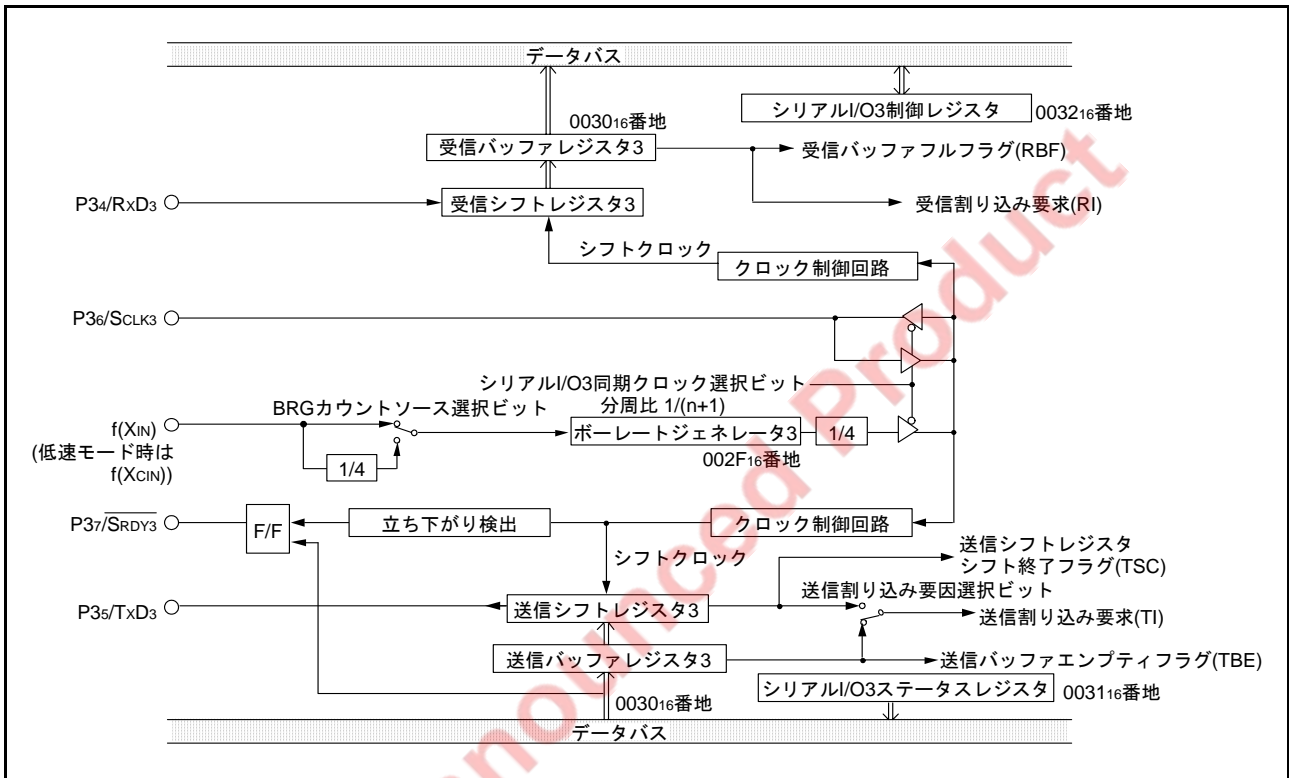 データバス
シリアルI/O3制御レジスタ 003216番地
003016番地
受信バッファレジスタ3
受信バッファフルフラグ(RBF)
P34/RXD3
受信シフトレジスタ3
受信割り込み要求(RI)
シフトクロック
クロック制御回路
P36/SCLK3
シリアルI/O3同期クロック選択ビット
BRGカウントソース選択ビット
分周比 1/(n+1)
f(XIN)
(低速モード時は
f(XCIN))
ボーレートジェネレータ3
1/4
1/4
002F16番地
P37/SRDY3
F/F
立ち下がり検出
クロック制御回路
シフトクロック
送信シフトレジスタ
シフト終了フラグ(TSC)
送信割り込み要因選択ビット
P35/TXD3
送信シフトレジスタ3
送信割り込み要求(TI)
送信バッファレジスタ3
送信バッファエンプティフラグ(TBE)
シリアルI/O3ステータスレジスタ 003116番地
003016番地
データバス
nounced Product